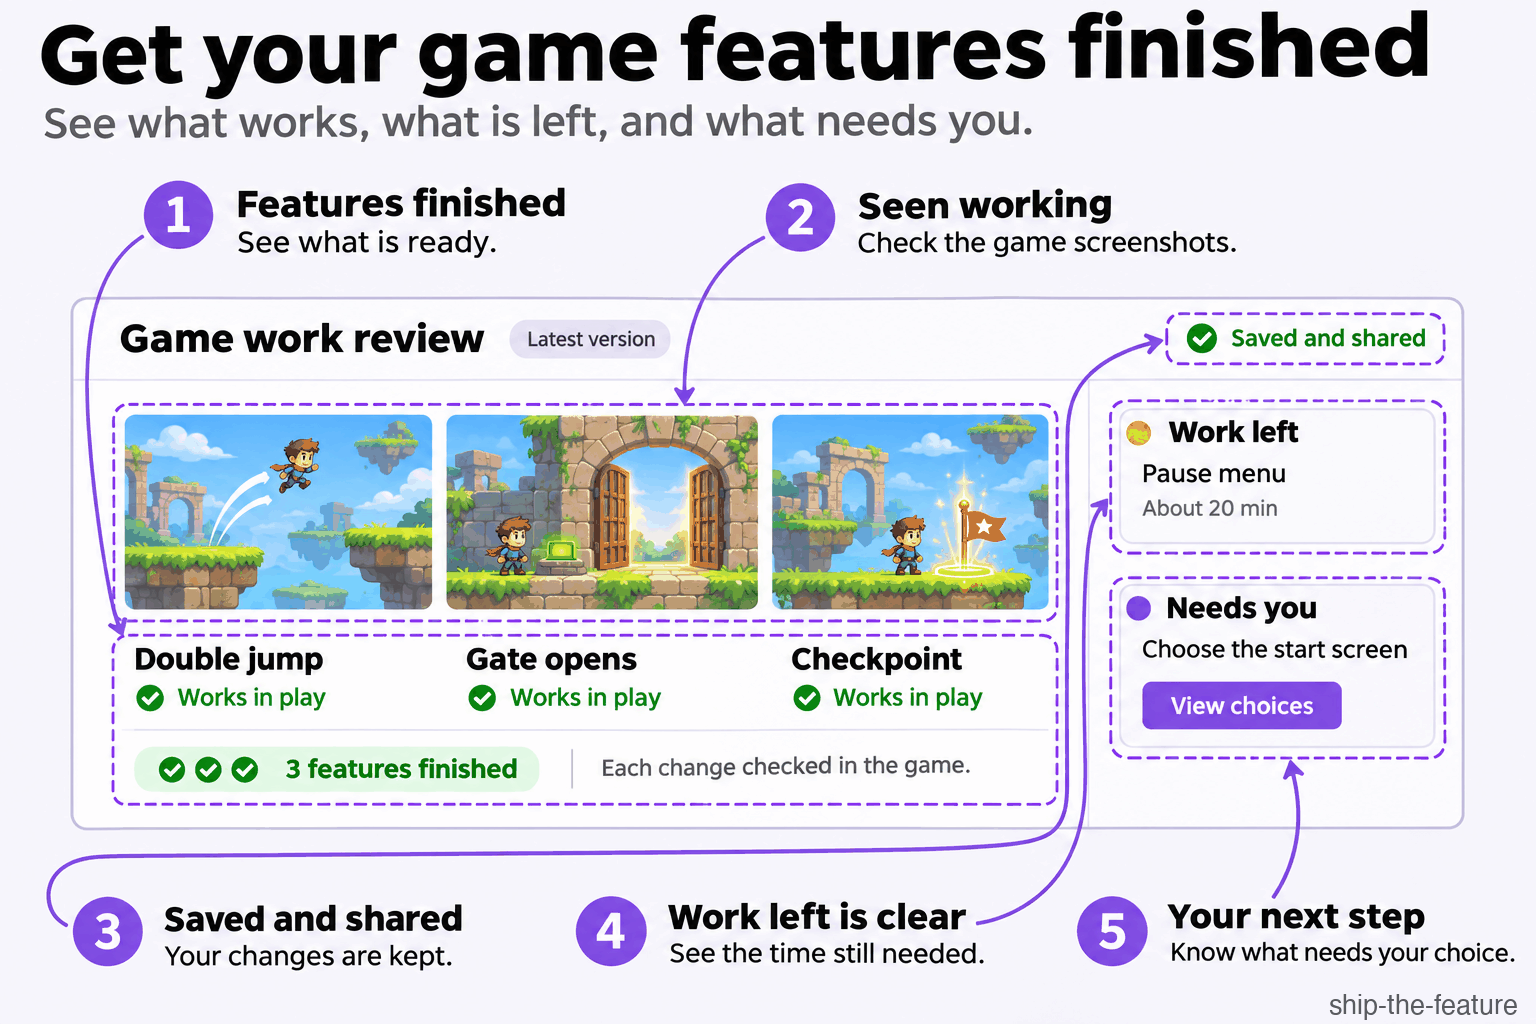 Get your game features finished
See what works, what is left, and what needs you.
1
Features finished
See what is ready.
2
Seen working
Check the game screenshots.
Game work review
Latest version
Saved and shared
Work left
Pause menu
About 20 min
Needs you
Choose the start screen
View choices
Double jump
Works in play
Gate opens
Works in play
Checkpoint
Works in play
3 features finished
Each change checked in the game.
3
Saved and shared
Your changes are kept.
4
Work left is clear
See the time still needed.
5
Your next step
Know what needs your choice.
ship-the-feature